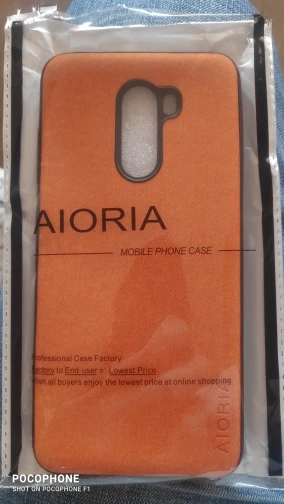 AIORIA
MOBILE PHONE CASE
Professional Case Factory
Factory to End-user = Lowest Price
Wish all buyers enjoy the lowest price at online shopping
AIORIA
POCOPHONE
SHOT ON POCOPHONE F1